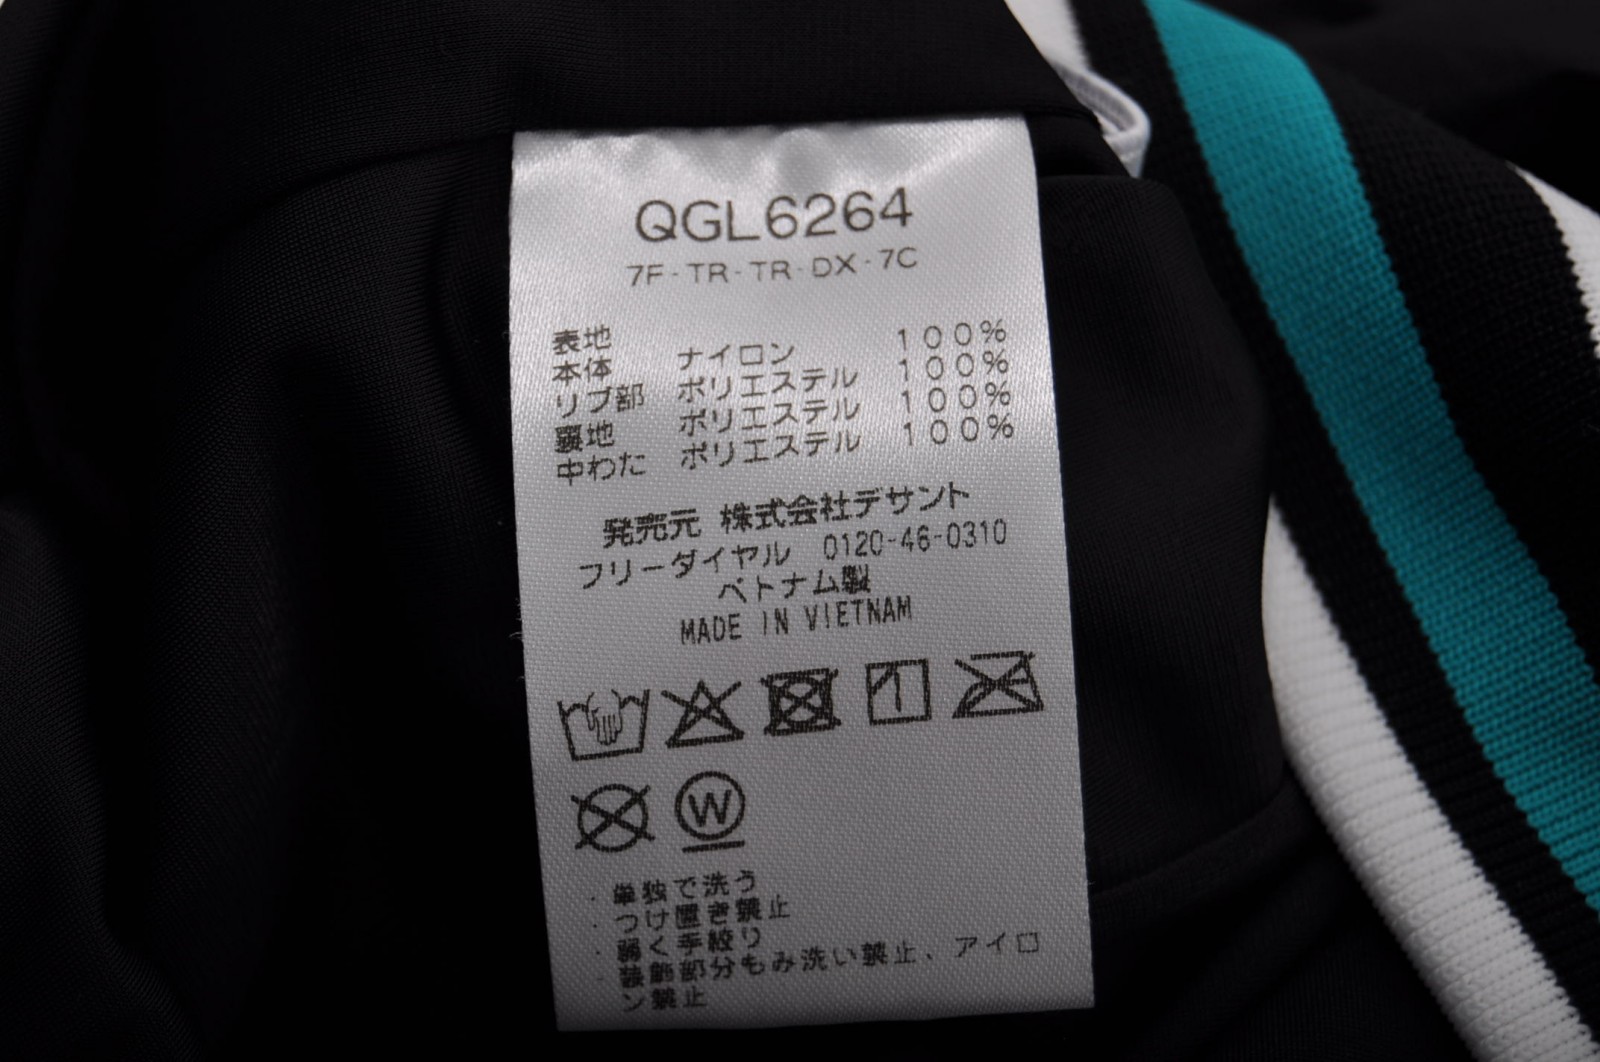 QGL6264
7F-TR-TR-DX-7C
表地
本体 ナイロン 100%
リブ部 ポリエステル 100%
裏地 ポリエステル 100%
中わた ポリエステル 100%
発売元 株式会社デサント
フリーダイヤル 0120-46-0310
ベトナム製
MADE IN VIETNAM
W
・単独で洗う
・つけ置き禁止
・弱く手絞り
・装飾部分もみ洗い禁止、アイロ
ン禁止